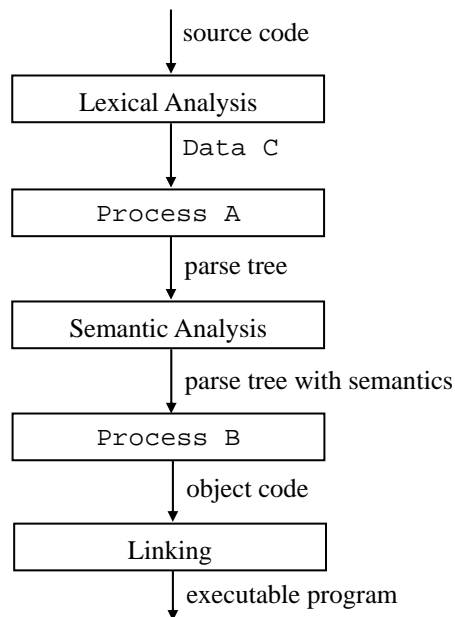 source code
Lexical Analysis
Data C
Process A
parse tree
Semantic Analysis
parse tree with semantics
Process B
object code
Linking
executable program